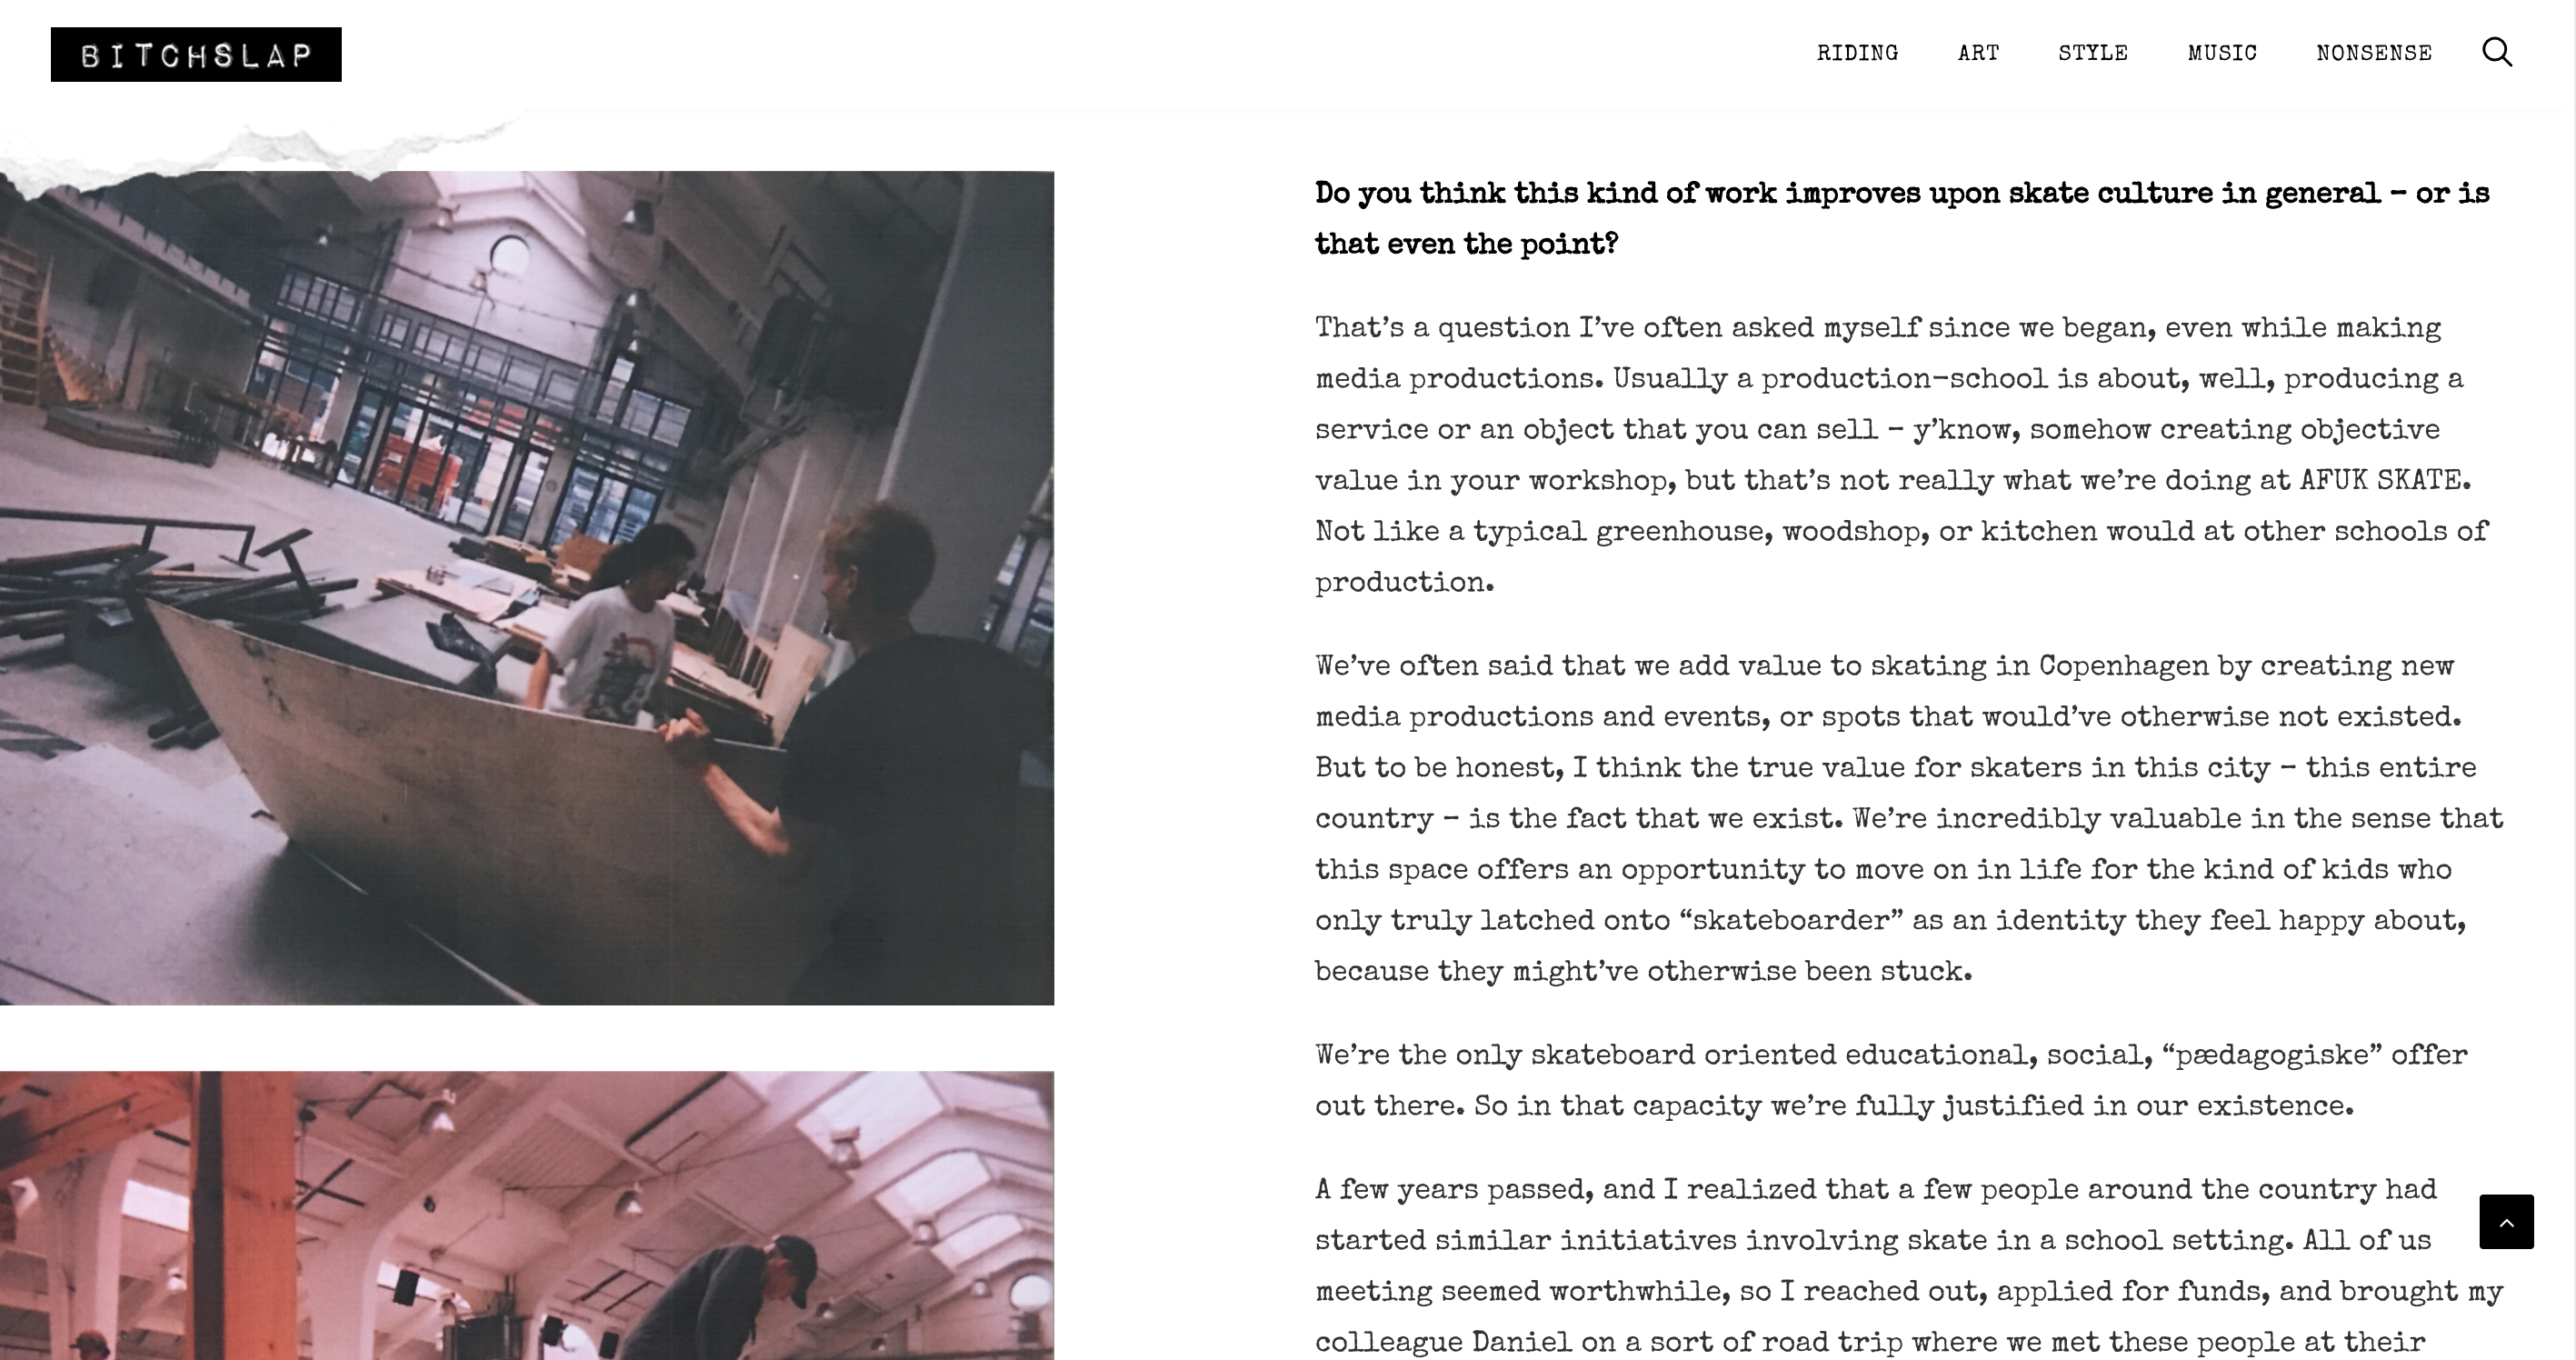 BITCHSLAP
RIDING ART STYLE MUSIC NONSENSE
Do you think this kind of work improves upon skate culture in general – or is
that even the point?
That’s a question I’ve often asked myself since we began, even while making
media productions. Usually a production-school is about, well, producing a
service or an object that you can sell – y’know, somehow creating objective
value in your workshop, but that’s not really what we’re doing at AFUK SKATE.
Not like a typical greenhouse, woodshop, or kitchen would at other schools of
production.
We’ve often said that we add value to skating in Copenhagen by creating new
media productions and events, or spots that would’ve otherwise not existed.
But to be honest, I think the true value for skaters in this city – this entire
country – is the fact that we exist. We’re incredibly valuable in the sense that
this space offers an opportunity to move on in life for the kind of kids who
only truly latched onto “skateboarder” as an identity they feel happy about,
because they might’ve otherwise been stuck.
We’re the only skateboard oriented educational, social, “pædagogiske” offer
out there. So in that capacity we’re fully justified in our existence.
A few years passed, and I realized that a few people around the country had
started similar initiatives involving skate in a school setting. All of us
meeting seemed worthwhile, so I reached out, applied for funds, and brought my
colleague Daniel on a sort of road trip where we met these people at their